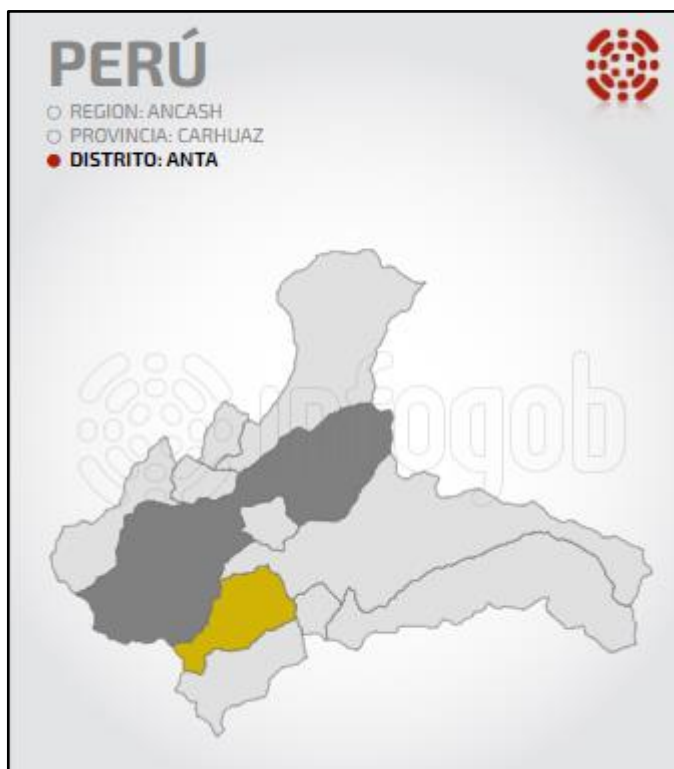 PERÚ
REGION: ANCASH
PROVINCIA: CARHUAZ
DISTRITO: ANTA
infogob